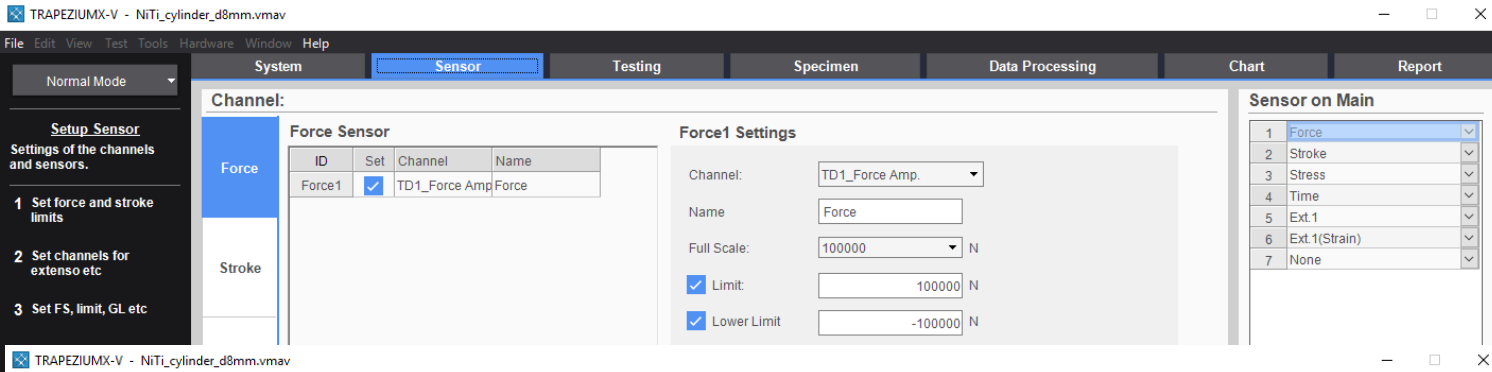 TRAPEZIUMX-V - NiTi_cylinder_d8mm.vmav
File Edit View Test Tools Hardware Window Help
Normal Mode
System Sensor Testing Specimen Data Processing Chart Report
Setup Sensor
Settings of the channels
and sensors.
1 Set force and stroke
limits
2 Set channels for
extenso etc
3 Set FS, limit, GL etc
Channel:
Force
Stroke
Force Sensor
ID Set Channel Name
Force1 TD1_Force Amp Force
Force1 Settings
Channel: TD1_Force Amp.
Name Force
Full Scale: 100000 N
Limit: 100000 N
Lower Limit -100000 N
Sensor on Main
1 Force
2 Stroke
3 Stress
4 Time
5 Ext.1
6 Ext.1(Strain)
7 None
TRAPEZIUMX-V - NiTi_cylinder_d8mm.vmav